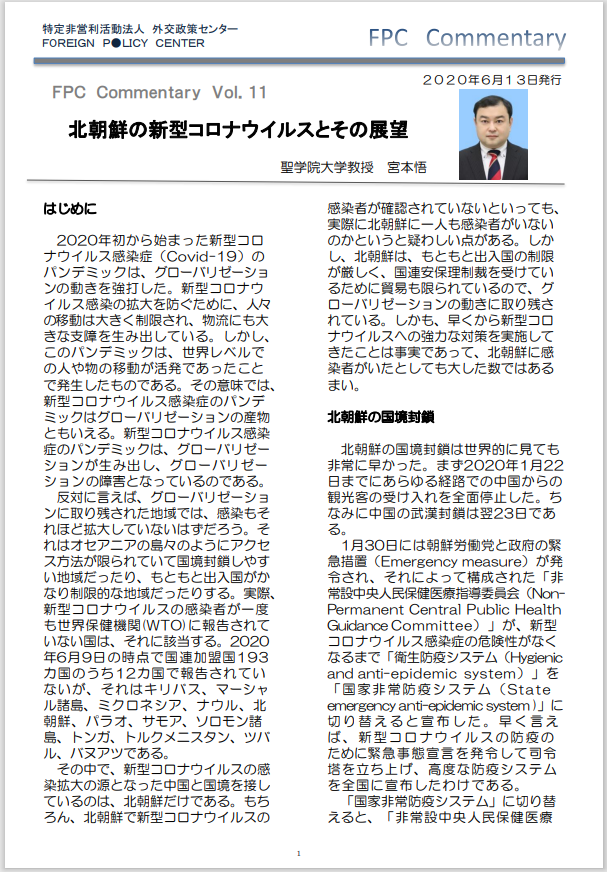 特定非営利活動法人 外交政策センター
FOREIGN P●LICY CENTER
FPC Commentary
2020年6月13日発行
FPC Commentary Vol. 11
北朝鮮の新型コロナウイルスとその展望
聖学院大学教授 宮本悟
はじめに
2020年初から始まった新型コロ
ナウイルス感染症（Covid-19）の
パンデミックは、グローバリゼーショ
ンの動きを強打した。新型コロナウ
イルス感染の拡大を防ぐために、人々
の移動は大きく制限され、物流にも大
きな支障を生み出している。しかし、
このパンデミックは、世界レベルで
の人や物の移動が活発であったこと
で発生したものである。その意味では、
新型コロナウイルス感染症のパンデ
ミックはグローバリゼーションの産物
ともいえる。新型コロナウイルス感染
症のパンデミックは、グローバリゼー
ションが生み出し、グローバリゼー
ションの障害となっているのである。
反対に言えば、グローバリゼーショ
ンに取り残された地域では、感染もそ
れほど拡大していないはずだろう。そ
れはオセアニアの島々のようにアクセ
ス方法が限られていて国境封鎖しやす
い地域だったり、もともと出入国がか
なり制限的な地域だったりする。実際、
新型コロナウイルスの感染者が一度
も世界保健機関(WTO)に報告されて
いない国は、それに該当する。2020
年6月9日の時点で国連加盟国193
カ国のうち12カ国で報告されてい
ないが、それはキリバス、マーシャ
ル諸島、ミクロネシア、ナウル、北
朝鮮、パラオ、サモア、ソロモン諸
島、トンガ、トルクメニスタン、ツバ
ル、バヌアツである。
その中で、新型コロナウイルスの感
染拡大の源となった中国と国境を接し
ているのは、北朝鮮だけである。もち
ろん、北朝鮮で新型コロナウイルスの
感染者が確認されていないといっても、
実際に北朝鮮に一人も感染者がいない
のかというと疑わしい点がある。しか
し、北朝鮮は、もともと出入国の制限
が厳しく、国連安保理制裁を受けてい
るために貿易も限られているので、グ
ローバリゼーションの動きに取り残さ
れている。しかも、早くから新型コロ
ナウイルスへの強力な対策を実施して
きたことは事実であって、北朝鮮に感
染者がいたとしても大した数ではある
まい。
北朝鮮の国境封鎖
北朝鮮の国境封鎖は世界的に見ても
非常に早かった。まず2020年1月22
日までにあらゆる経路での中国からの
観光客の受け入れを全面停止した。ち
なみに中国の武漢封鎖は翌23日であ
る。
1月30日には朝鮮労働党と政府の緊
急措置（Emergency measure）が発
令され、それによって構成された「非
常設中央人民保健医療指導委員会（Non-
Permanent Central Public Health
Guidance Committee）」が、新型
コロナウイルス感染症の危険性がなく
なるまで「衛生防疫システム（Hygienic
and anti-epidemic system）」を
「国家非常防疫システム（State
emergency anti-epidemic system)」に
切り替えると宣布した。早く言え
ば、新型コロナウイルスの防疫の
ために緊急事態宣言を発令して司令
塔を立ち上げ、高度な防疫システム
を全国に宣布したわけである。
「国家非常防疫システム」に切り替
えると、「非常設中央人民保健医療
1